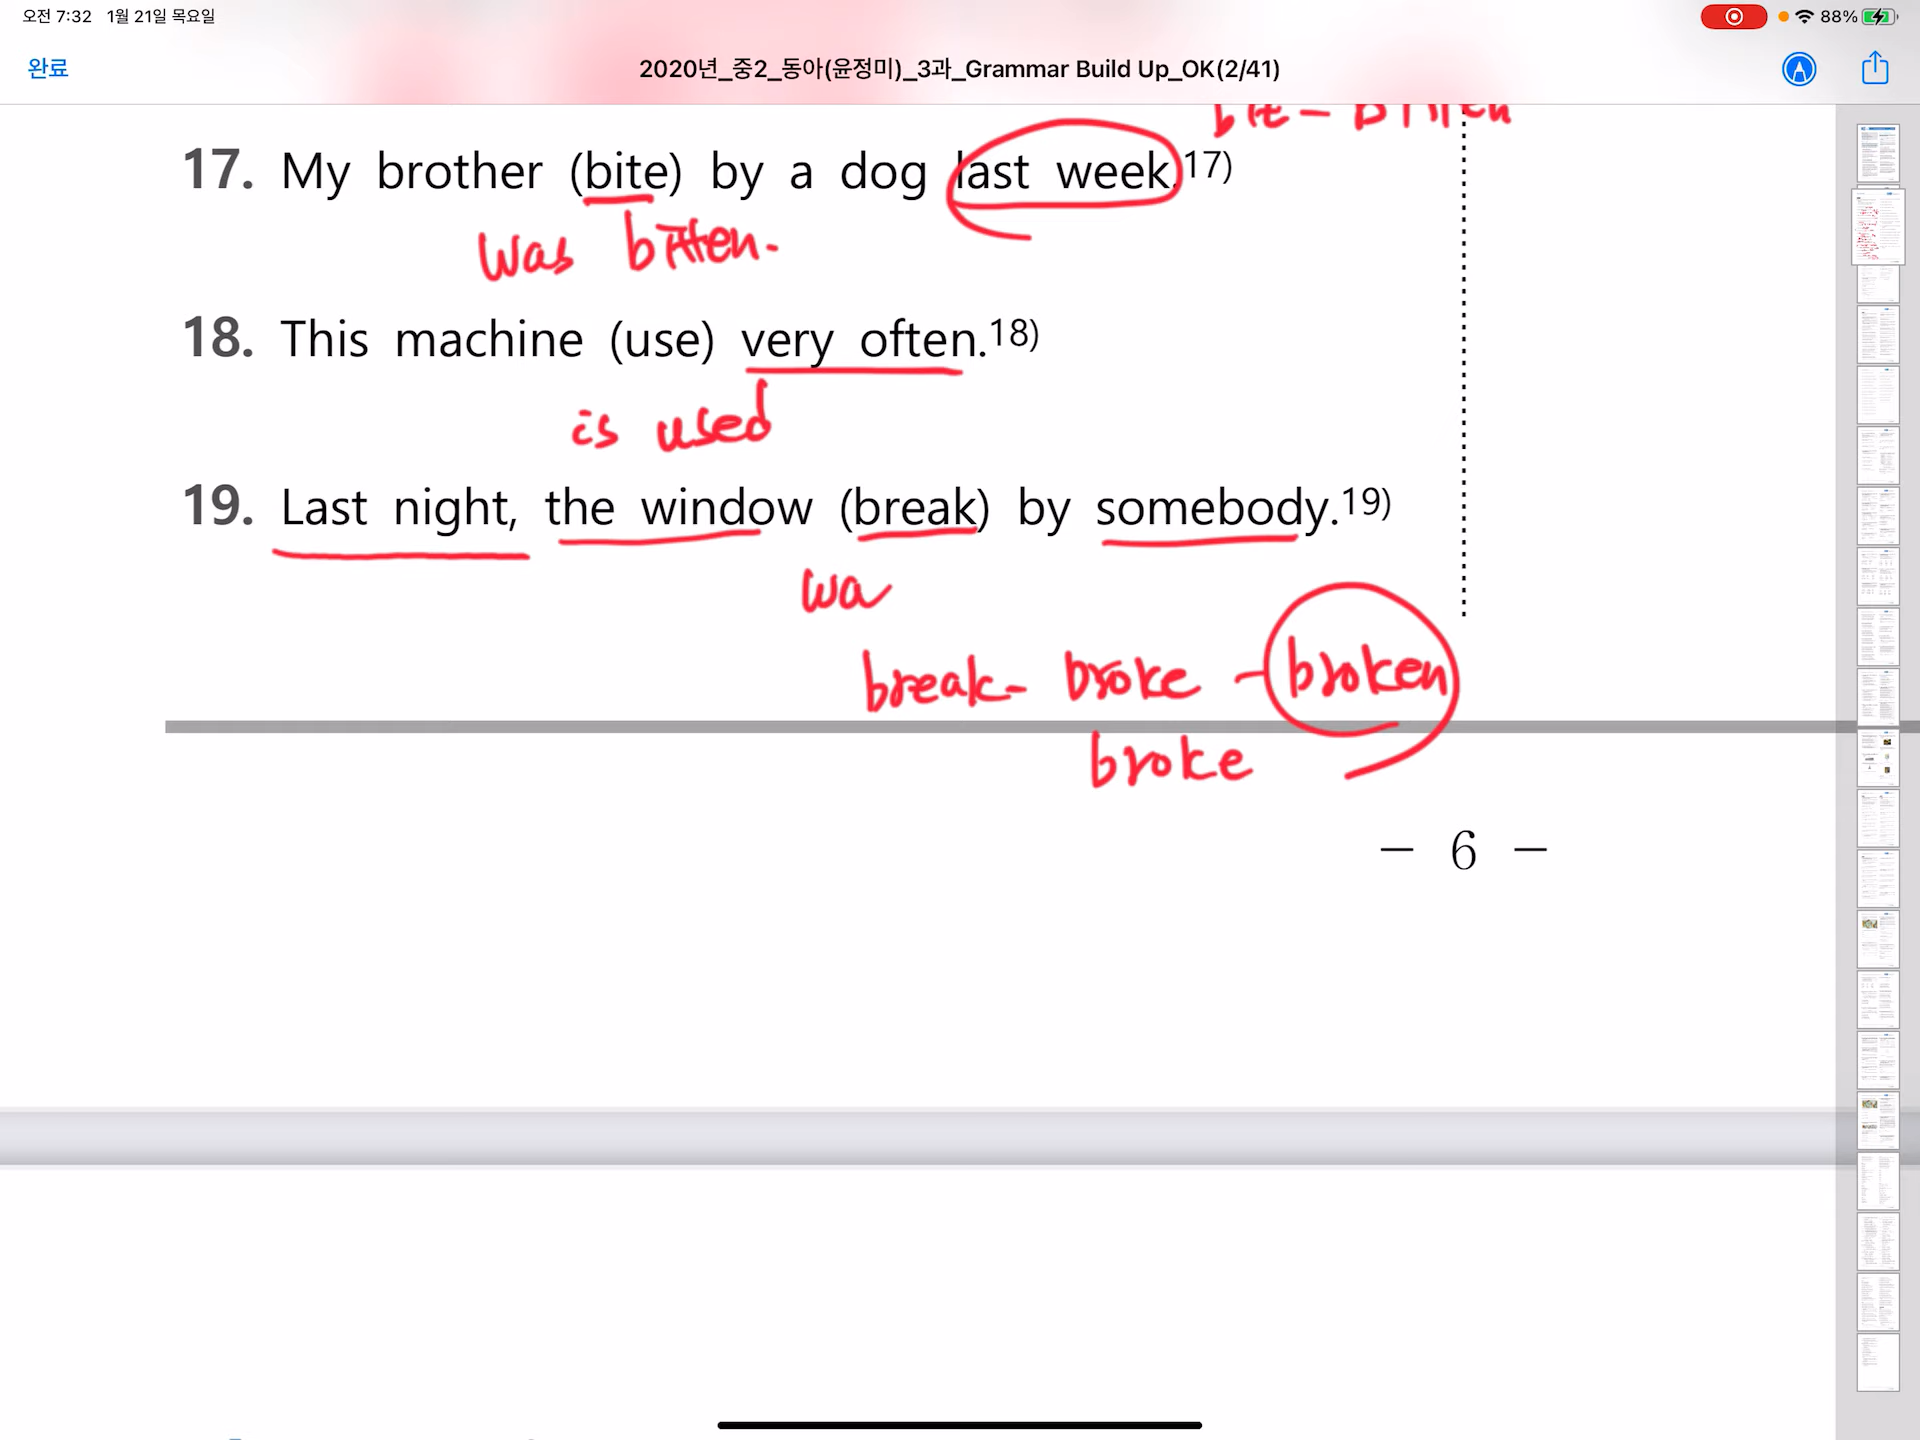 오전 7:32 1월 21일 목요일
88%
완료
2020년_중2_동아(윤정미)_3과_Grammar Build Up_OK(2/41)
17. My brother (bite) by a dog last week.17)
was bitten.
18. This machine (use) very often.18)
is used
19. Last night, the window (break) by somebody.19)
wa
break - broke - broken
broke
- 6 -